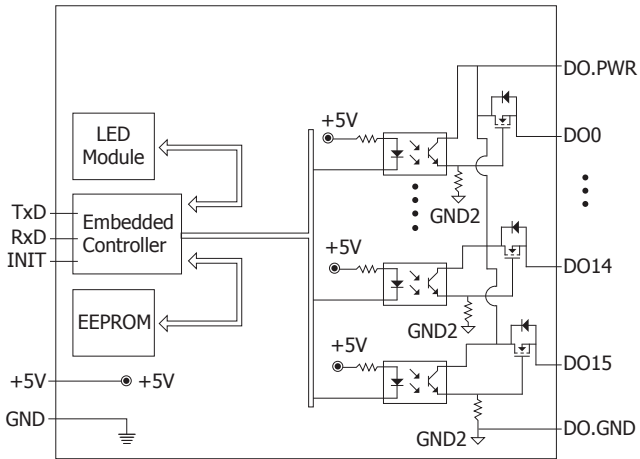 DO.PWR
LED
Module
+5V
DO0
TxD
RxD
INIT
Embedded
Controller
GND2
+5V
DO14
EEPROM
GND2
+5V
DO15
+5V
+5V
GND
GND2
DO.GND